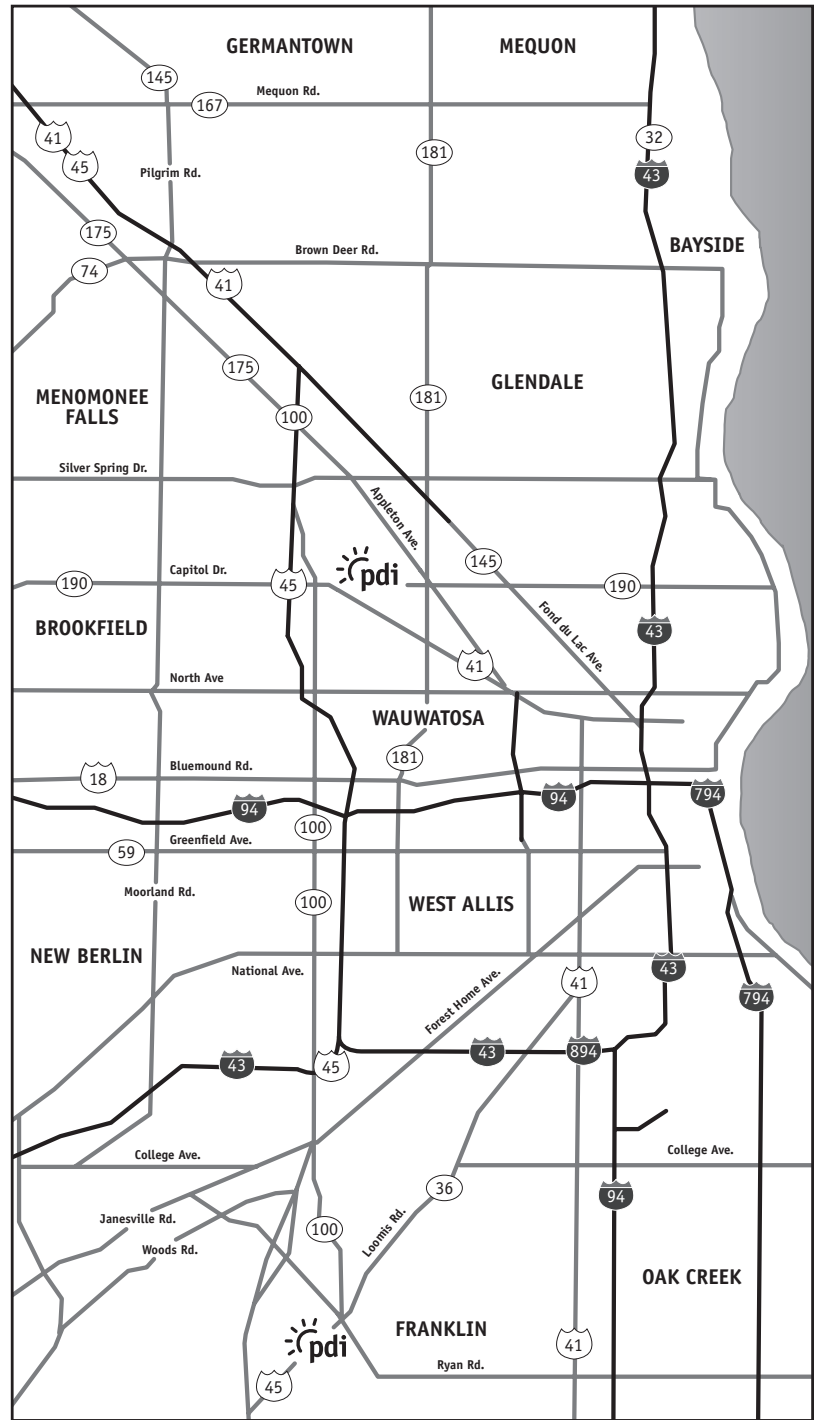 GERMANTOWN
MEQUON
145
Mequon Rd.
167
41
32
181
45
43
Pilgrim Rd.
175
BAYSIDE
Brown Deer Rd.
74
41
175
GLENDALE
MENOMONEE
FALLS
181
100
Silver Spring Dr.
Appleton Ave.
145
Capitol Dr.
pdi
190
45
190
Fond du Lac Ave.
BROOKFIELD
43
41
North Ave
WAUWATOSA
181
Bluemound Rd.
18
94
94
794
100
Greenfield Ave.
59
Moorland Rd.
100
WEST ALLIS
NEW BERLIN
National Ave.
43
Forest Home Ave.
41
794
43
45
43
894
College Ave.
College Ave.
36
94
Janesville Rd.
Loomis Rd.
100
Woods Rd.
OAK CREEK
FRANKLIN
pdi
41
Ryan Rd.
45